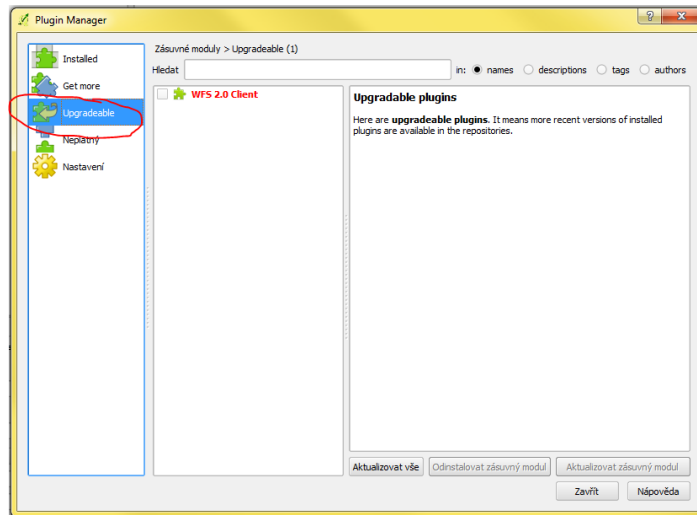 Plugin Manager
Zásuvné moduly > Upgradeable (1)
Installed
Get more
Upgradeable
Neplatný
Nastavení
Hledat
in: names descriptions tags authors
WFS 2.0 Client
Upgradable plugins
Here are upgradeable plugins. It means more recent versions of installed
plugins are available in the repositories.
Aktualizovat vše Odinstalovat zásuvný modul Aktualizovat zásuvný modul
Zavřít Nápověda